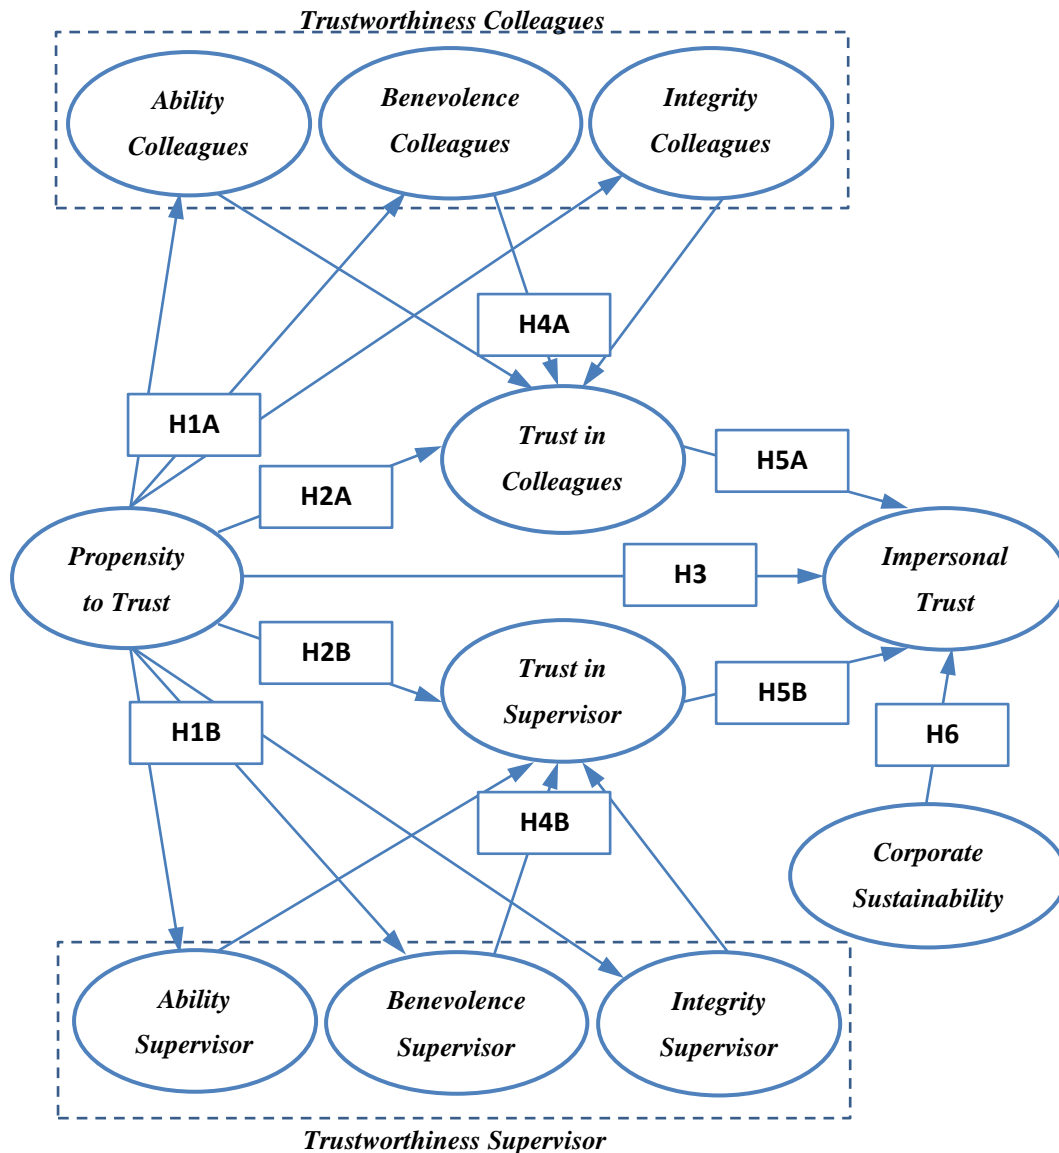 Trustworthiness Colleagues
Ability
Colleagues
Benevolence
Colleagues
Integrity
Colleagues
H4A
H1A
Trust in
Colleagues
H5A
H2A
Propensity
to Trust
H3
Impersonal
Trust
H2B
Trust in
Supervisor
H5B
H1B
H6
H4B
Corporate
Sustainability
Ability
Supervisor
Benevolence
Supervisor
Integrity
Supervisor
Trustworthiness Supervisor